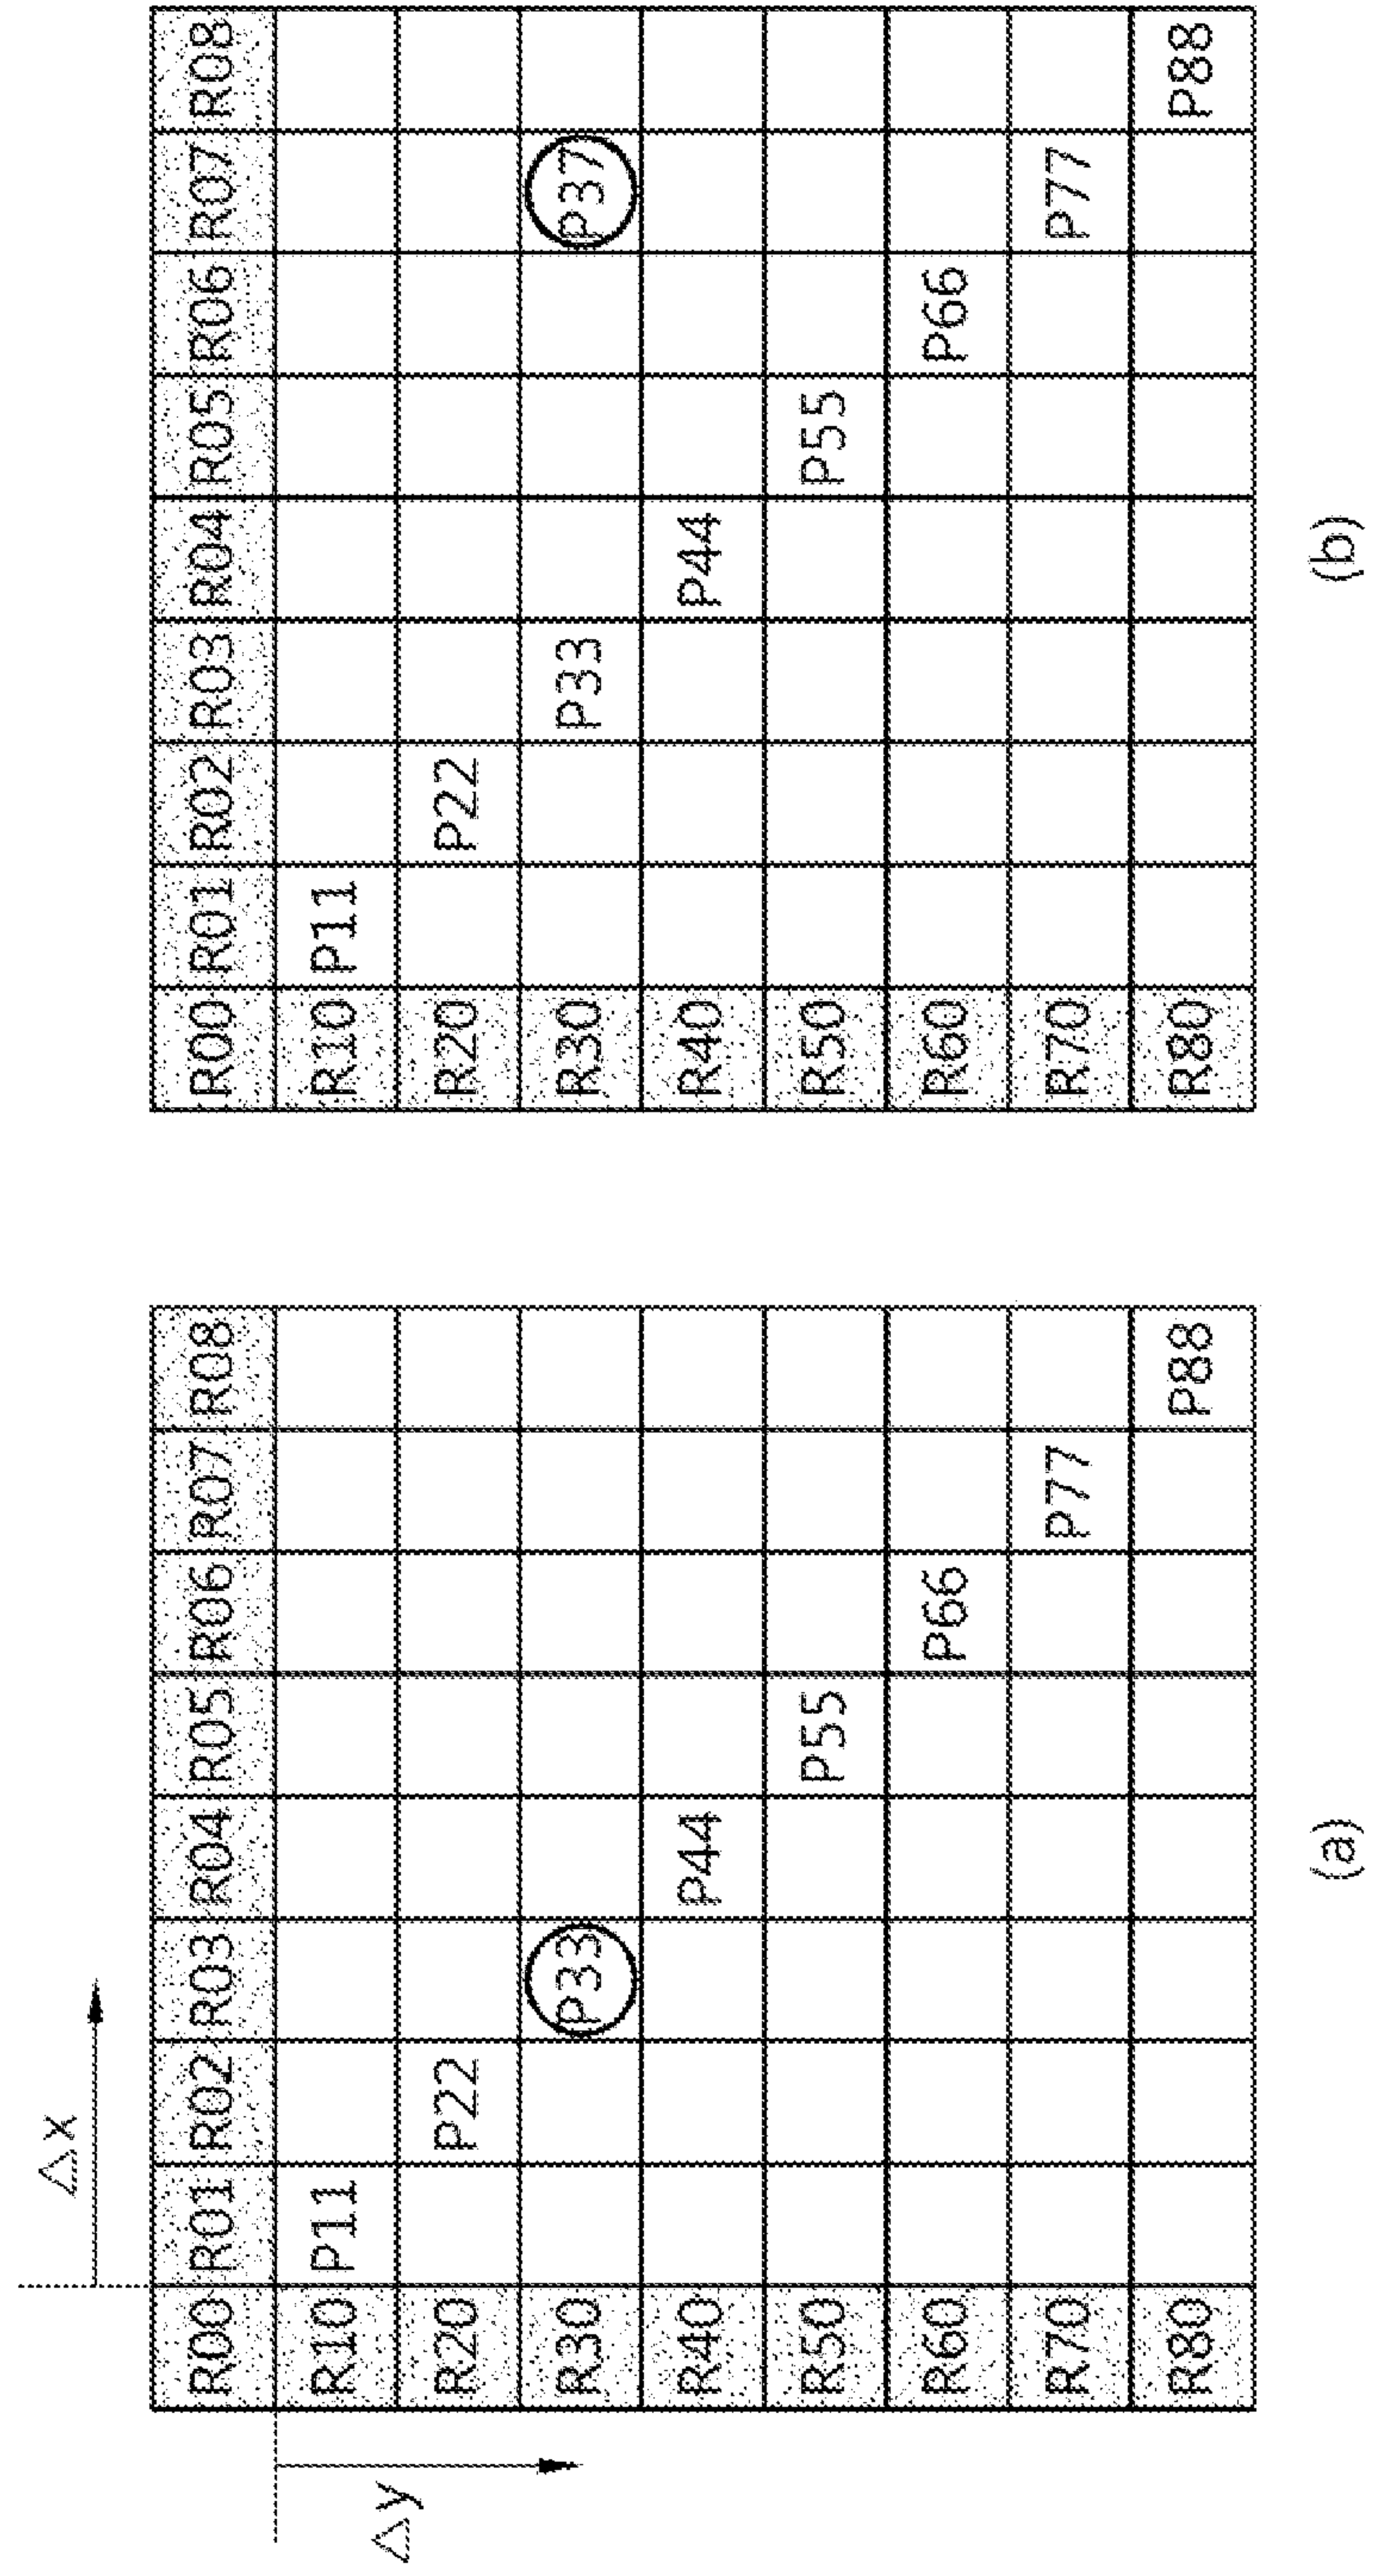 △x
△y
R00 R01 R02 R03 R04 R05 R06 R07 R08
R10 P11
R20 P22
R30 P33
R40 P44
R50 P55
R60 P66
R70 P77
R80 P88
(a)
R00 R01 R02 R03 R04 R05 R06 R07 R08
R10 P11
R20 P22
R30 P33 P37
R40 P44
R50 P55
R60 P66
R70 P77
R80 P88
(b)